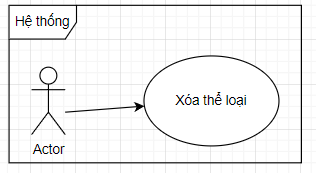 Hệ thống
Xóa thể loại
Actor